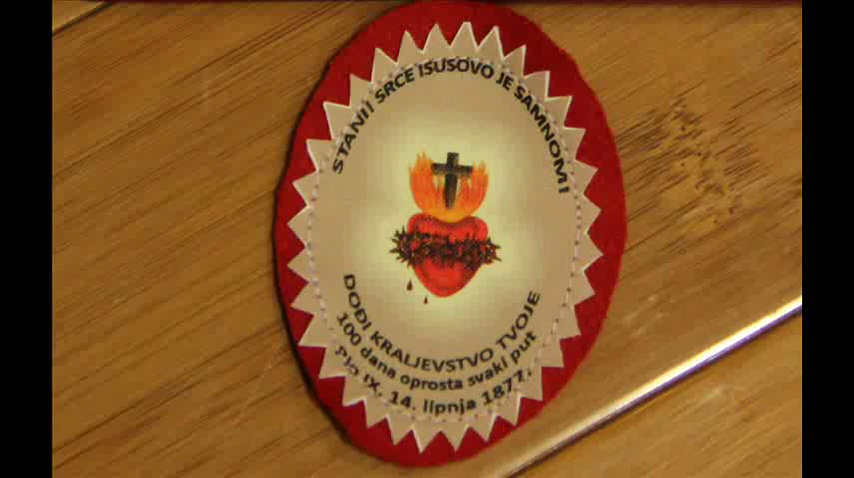 STANI! SRCE ISUSOVO JE SAMNOM!
DOĐI KRALJEVSTVO TVOJE
100 dana oprosta svaki put
Pio IX. 14. lipnja 1877.